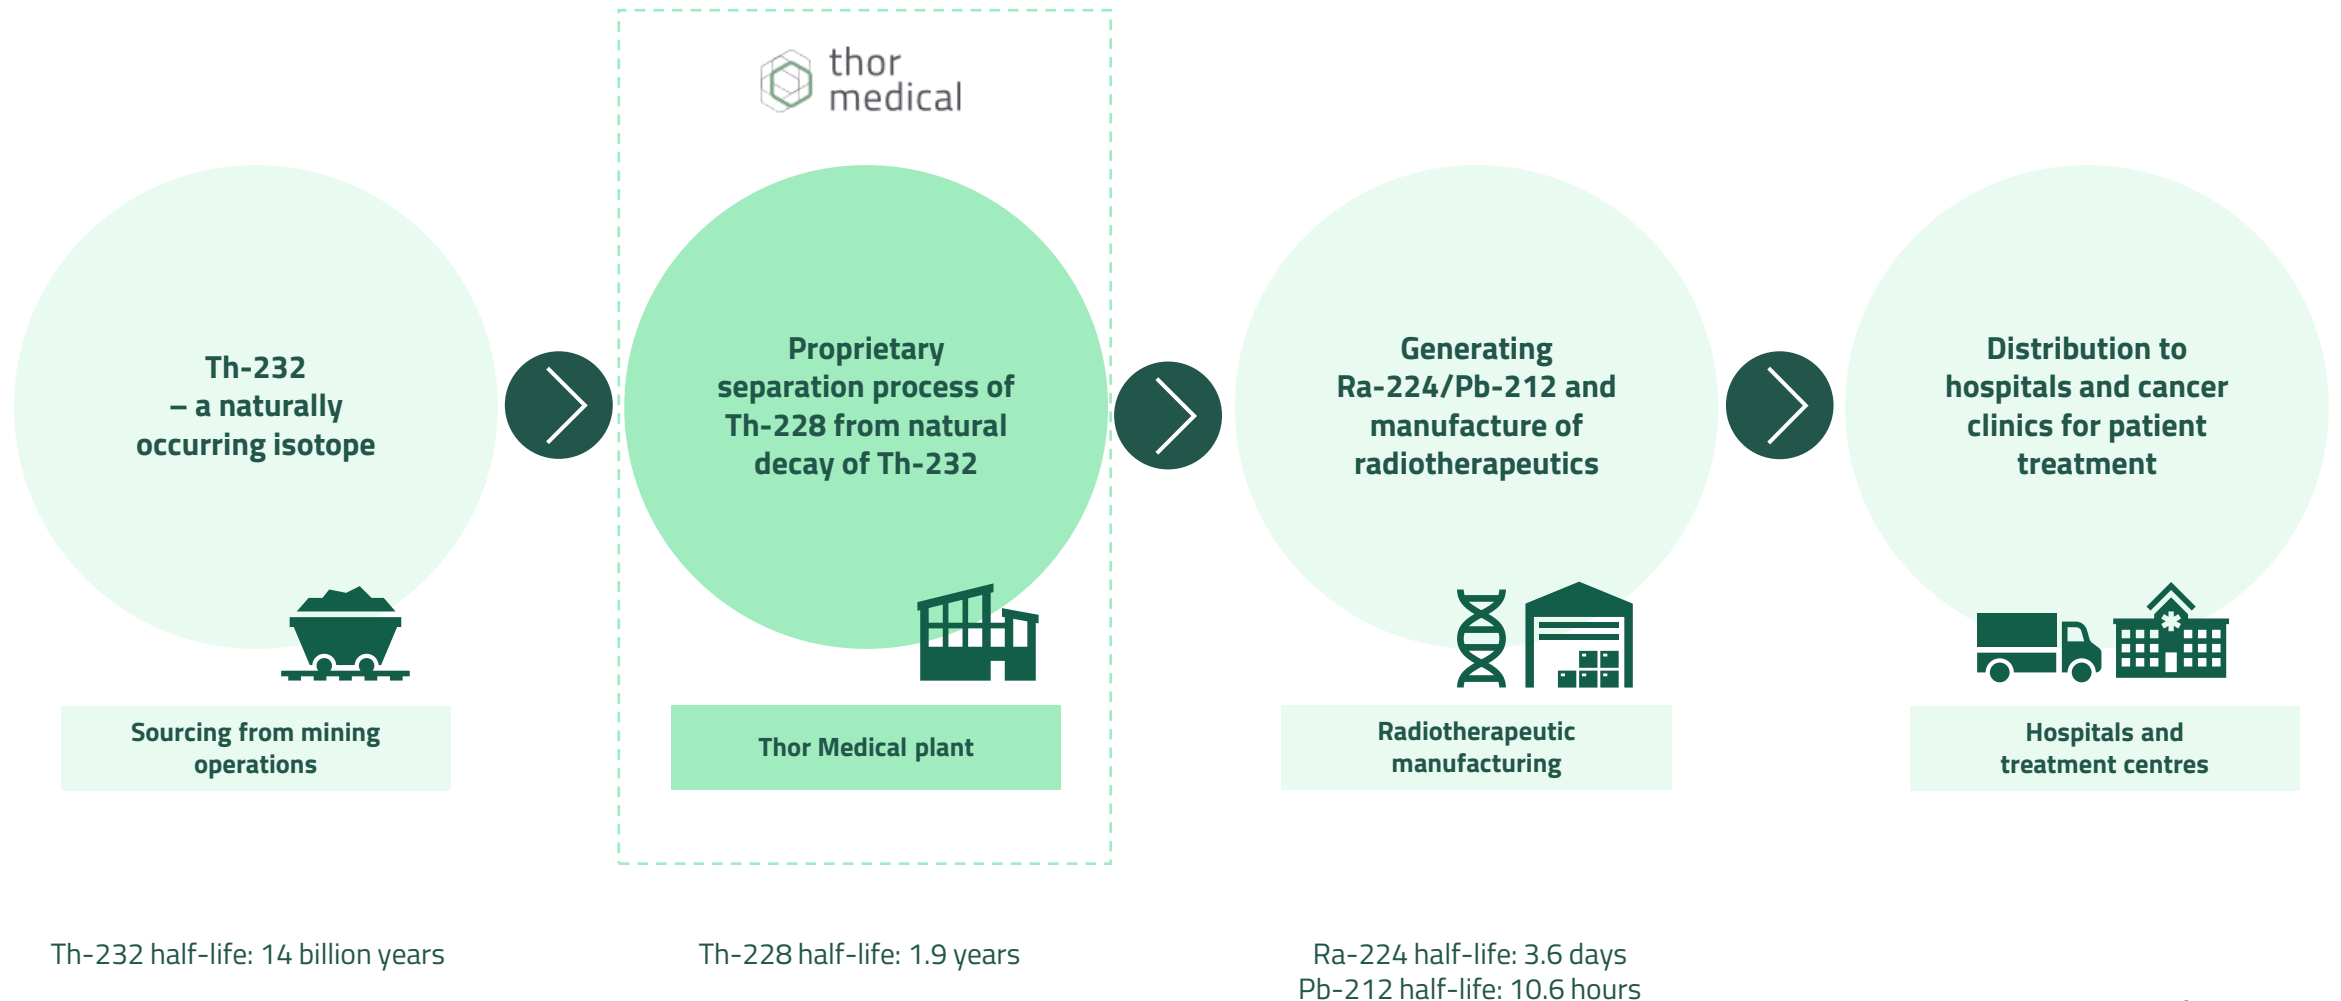 thor
medical
Th-232
– a naturally
occurring isotope
Proprietary
separation process of
Th-228 from natural
decay of Th-232
Generating
Ra-224/Pb-212 and
manufacture of
radiotherapeutics
Distribution to
hospitals and cancer
clinics for patient
treatment
Sourcing from mining
operations
Thor Medical plant
Radiotherapeutic
manufacturing
Hospitals and
treatment centres
Th-232 half-life: 14 billion years
Th-228 half-life: 1.9 years
Ra-224 half-life: 3.6 days
Pb-212 half-life: 10.6 hours